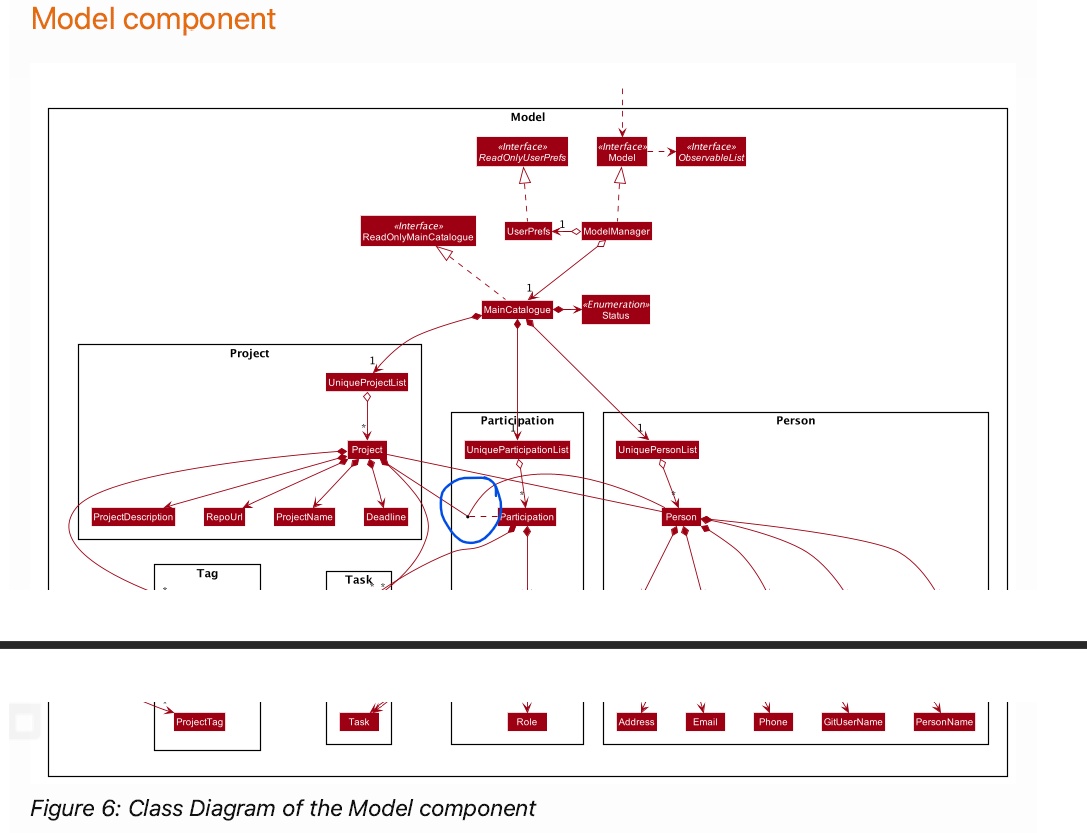 Model component
Model
«Interface»
ReadOnlyUserPrefs
«Interface»
Model
«Interface»
ObservableList
«Interface»
ReadOnlyMainCatalogue
UserPrefs
1
ModelManager
1
MainCatalogue
«Enumeration»
Status
Project
1
UniqueProjectList
Participation
Person
*
1
1
Project
UniqueParticipationList
UniquePersonList
*
*
ProjectDescription
RepoUrl
ProjectName
Deadline
Participation
Person
Tag
Task
*
*
*
ProjectTag
Task
Role
Address
Email
Phone
GitUserName
PersonName
Figure 6: Class Diagram of the Model component